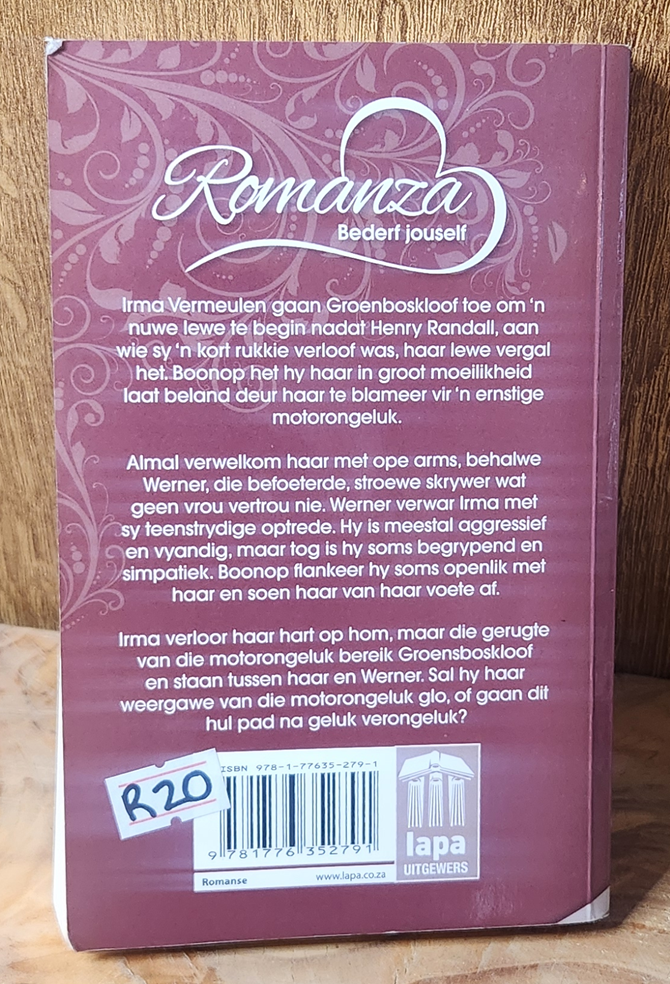 Romanza
Bederf jouself
Irma Vermeulen gaan Groenboskloof toe om 'n
nuwe lewe te begin nadat Henry Randall, aan
wie sy 'n kort rukkie verloof was, haar lewe vergal
het. Boonop het hy haar in groot moeilikheid
laat beland deur haar te blameer vir 'n ernstige
motorongeluk.
Almal verwelkom haar met ope arms, behalwe
Werner, die befoeterde, stroewe skrywer wat
geen vrou vertrou nie. Werner verwar Irma met
sy teenstrydige optrede. Hy is meestal aggressief
en vyandig, maar tog is hy soms begrypend en
simpatiek. Boonop flankeer hy soms openlik met
haar en soen haar van haar voete af.
Irma verloor haar hart op hom, maar die gerugte
van die motorongeluk bereik Groensboskloof
en staan tussen haar en Werner. Sal hy haar
weergawe van die motorongeluk glo, of gaan dit
hul pad na geluk verongeluk?
R20
ISBN 978-1-77635-279-1
9 781776 352791
Romanse www.lapa.co.za
lapa
UITGEWERS